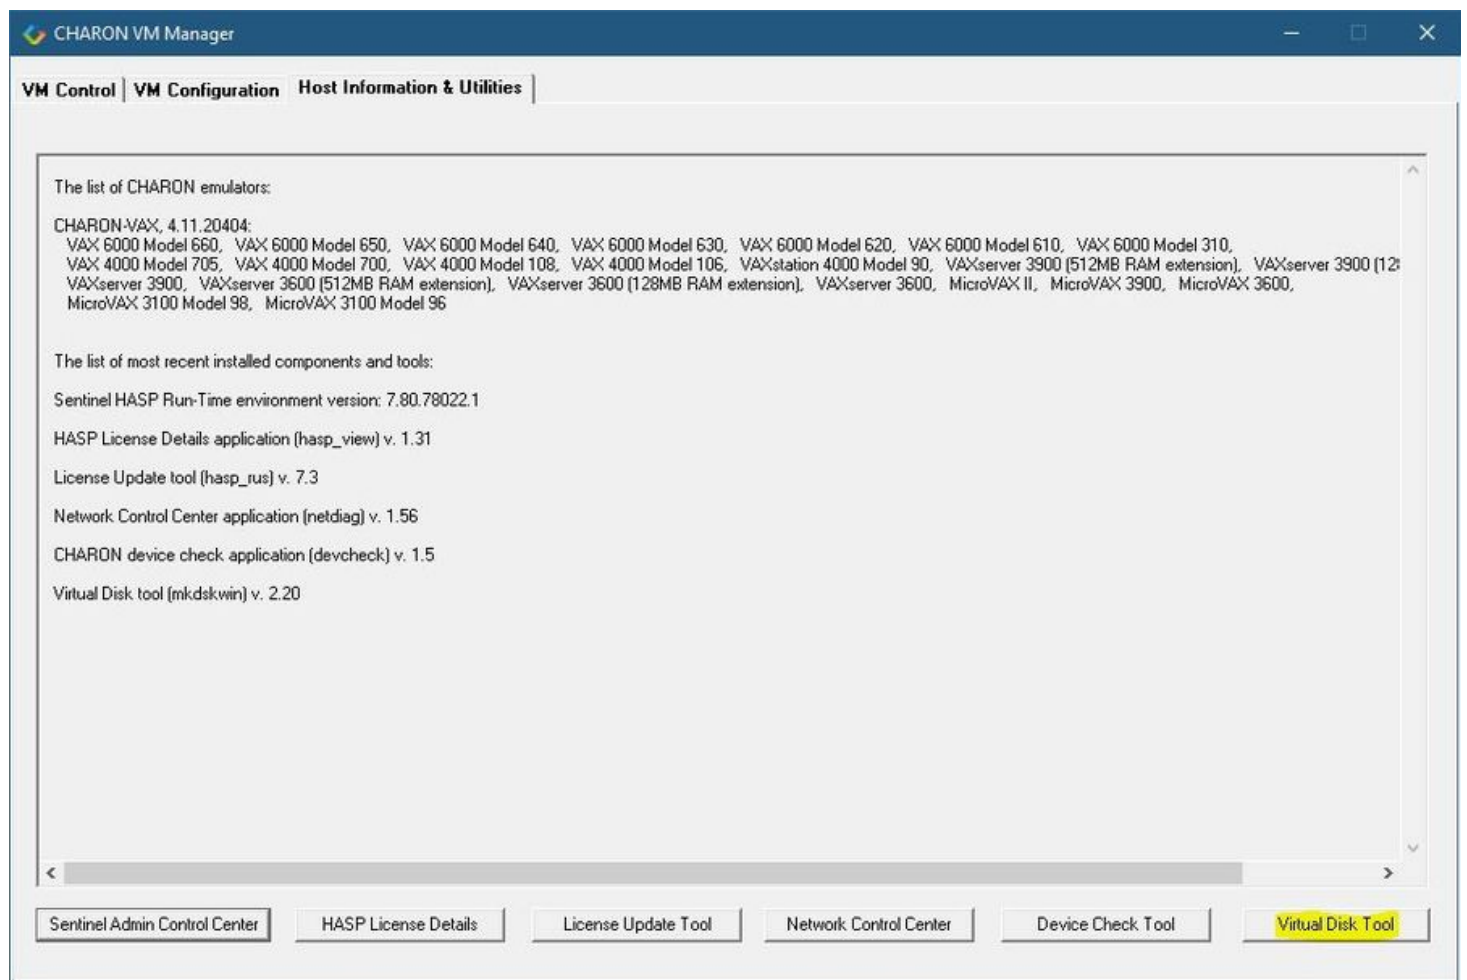 CHARON VM Manager
VM Control | VM Configuration Host Information & Utilities
The list of CHARON emulators:
CHARON-VAX, 4.11.20404:
VAX 6000 Model 660, VAX 6000 Model 650, VAX 6000 Model 640, VAX 6000 Model 630, VAX 6000 Model 620, VAX 6000 Model 610, VAX 6000 Model 310,
VAX 4000 Model 705, VAX 4000 Model 700, VAX 4000 Model 108, VAX 4000 Model 106, VAXstation 4000 Model 90, VAXserver 3900 (512MB RAM extension), VAXserver 3900 (12
VAXserver 3900, VAXserver 3600 (512MB RAM extension), VAXserver 3600 (128MB RAM extension), VAXserver 3600, MicroVAX II, MicroVAX 3900, MicroVAX 3600,
MicroVAX 3100 Model 98, MicroVAX 3100 Model 96
The list of most recent installed components and tools:
Sentinel HASP Run-Time environment version: 7.80.78022.1
HASP License Details application (hasp_view) v. 1.31
License Update tool (hasp_rus) v. 7.3
Network Control Center application (netdiag) v. 1.56
CHARON device check application (devcheck) v. 1.5
Virtual Disk tool (mkdskwin) v. 2.20
Sentinel Admin Control Center HASP License Details License Update Tool Network Control Center Device Check Tool Virtual Disk Tool